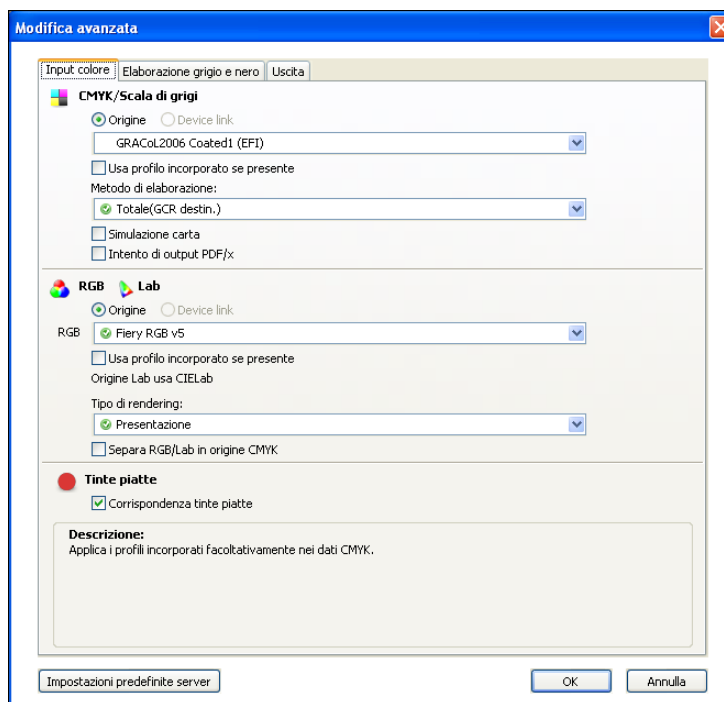 Modifica avanzata
Input colore Elaborazione grigio e nero Uscita
CMYK/Scala di grigi
Origine Device link
GRACoL2006 Coated1 (EFI)
Usa profilo incorporato se presente
Metodo di elaborazione:
Totale(GCR destin.)
Simulazione carta
Intento di output PDF/x
RGB Lab
Origine Device link
RGB Fiery RGB v5
Usa profilo incorporato se presente
Origine Lab usa CIELab
Tipo di rendering:
Presentazione
Separa RGB/Lab in origine CMYK
Tinte piatte
Corrispondenza tinte piatte
Descrizione:
Applica i profili incorporati facoltativamente nei dati CMYK.
Impostazioni predefinite server OK Annulla